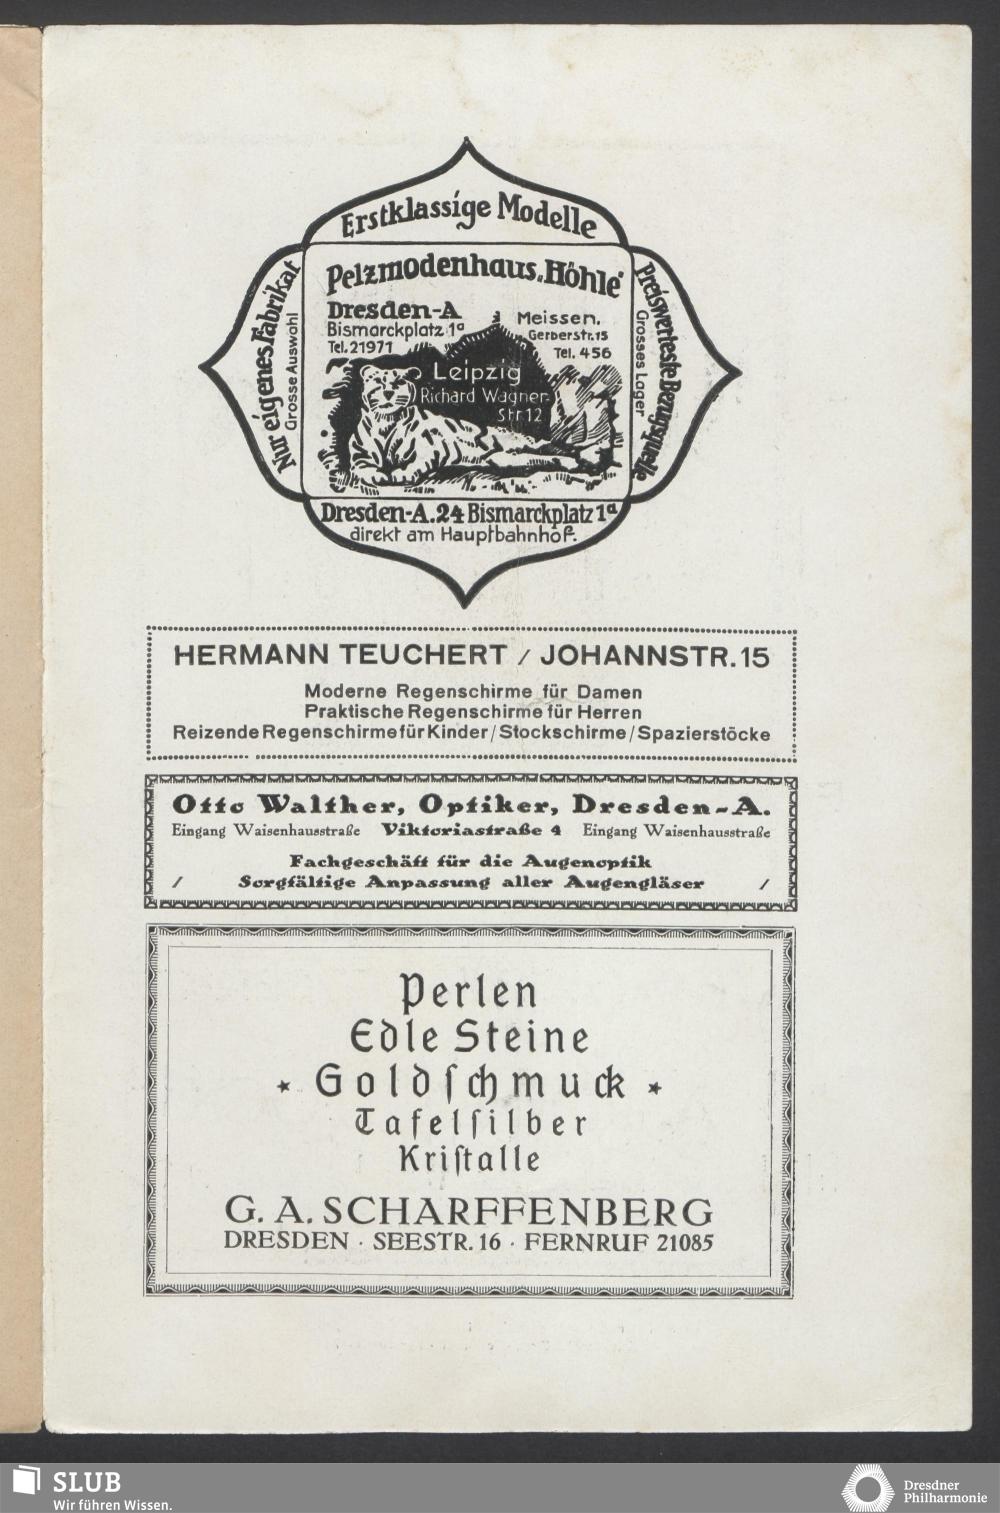 Erstklassige Modelle
Nur eigenes Fabrikat
Grosse Auswahl
Pelzmodenhaus „Höhle"
Dresden-A
Bismarckplatz 1ª
Tel. 21971
Meissen.
Gerberstr. 15
Tel. 456
Leipzig
Richard Wagner-
Str 12
Preiswerteste Bezugsquelle
Grosses Lager
Dresden-A. 24 Bismarckplatz 1ª
direkt am Hauptbahnhof.
HERMANN TEUCHERT / JOHANNSTR. 15
Moderne Regenschirme für Damen
Praktische Regenschirme für Herren
Reizende Regenschirme für Kinder / Stockschirme / Spazierstöcke
Otto Walther, Optiker, Dresden-A.
Eingang Waisenhausstraße Viktoriastraße 4 Eingang Waisenhausstraße
Fachgeschäft für die Augenoptik
/ Sorgfältige Anpassung aller Augengläser /
Perlen
Edle Steine
* Goldſchmuck *
Tafelſilber
Kriſtalle
G. A. SCHARFFENBERG
DRESDEN · SEESTR. 16 · FERNRUF 21085
SLUB
Wir führen Wissen.
Dresdner
Philharmonie